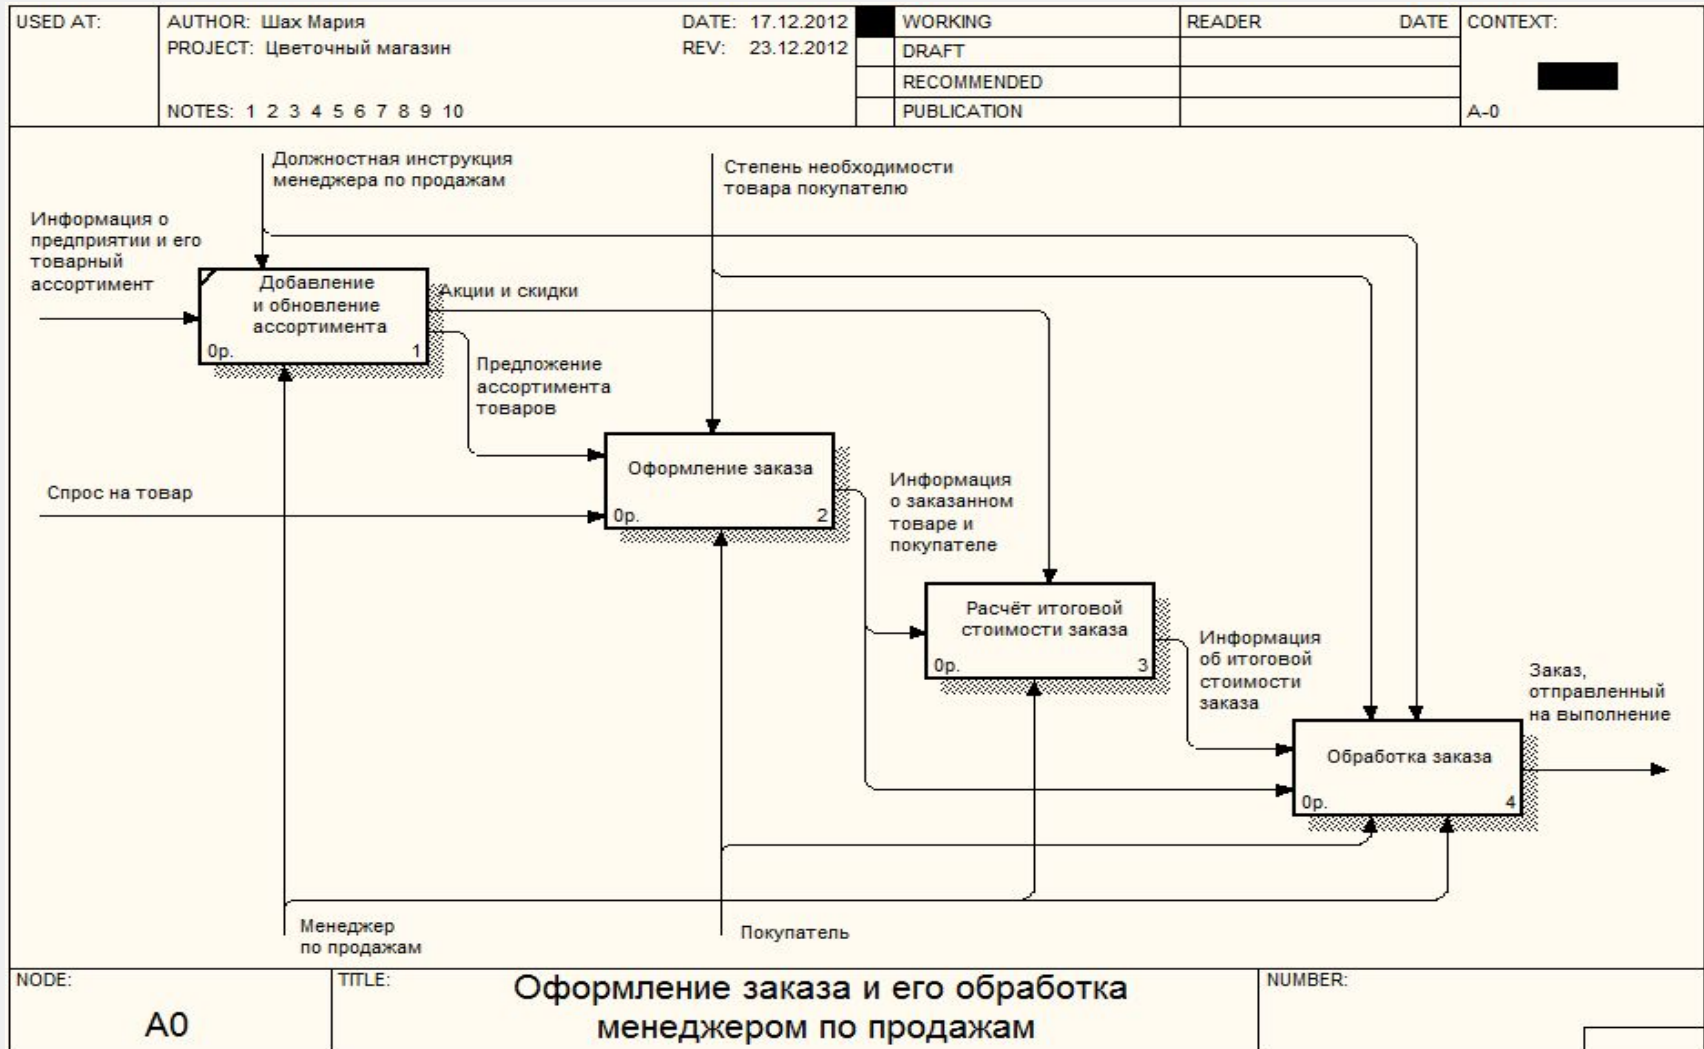 USED AT:
AUTHOR: Шах Мария
DATE: 17.12.2012
WORKING
READER
DATE
CONTEXT:
PROJECT: Цветочный магазин
REV: 23.12.2012
DRAFT
RECOMMENDED
NOTES: 1 2 3 4 5 6 7 8 9 10
PUBLICATION
A-0
Должностная инструкция
менеджера по продажам
Степень необходимости
товара покупателю
Информация о
предприятии и его
товарный
ассортимент
Добавление
и обновление
ассортимента
0р.
1
Акции и скидки
Предложение
ассортимента
товаров
Оформление заказа
0р.
2
Спрос на товар
Информация
о заказанном
товаре и
покупателе
Расчёт итоговой
стоимости заказа
0р.
3
Информация
об итоговой
стоимости
заказа
Заказ,
отправленный
на выполнение
Обработка заказа
0р.
4
Менеджер
по продажам
Покупатель
NODE:
A0
TITLE:
Оформление заказа и его обработка
менеджером по продажам
NUMBER: